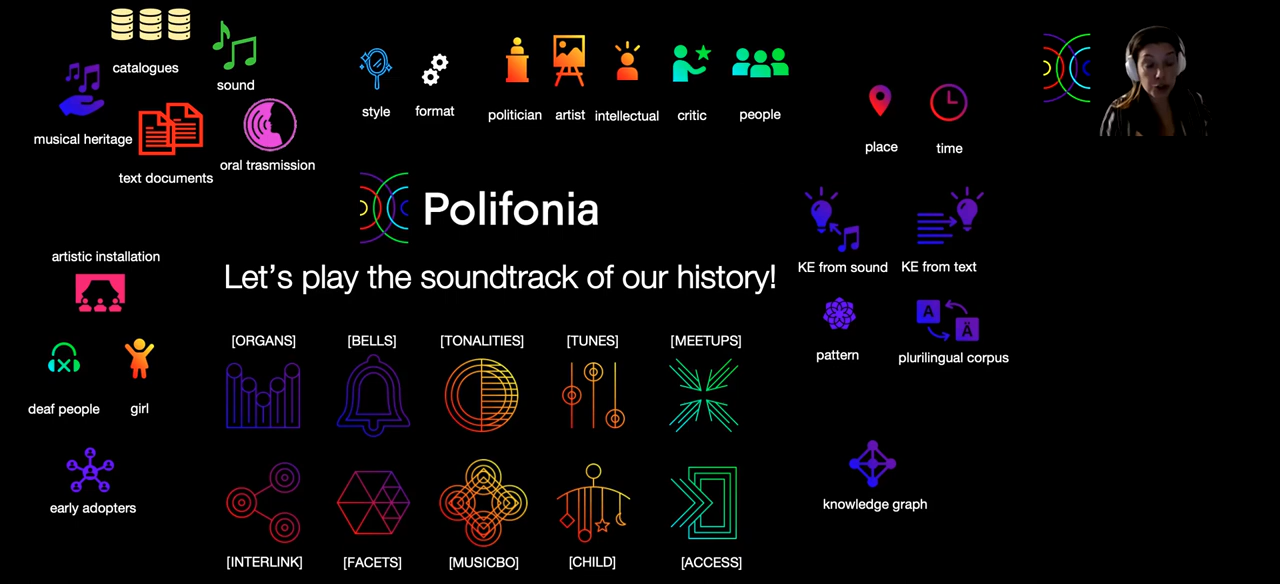 catalogues
sound
musical heritage
text documents
oral trasmission
style
format
politician
artist
intellectual
critic
people
place
time
Polifonia
Let's play the soundtrack of our history!
artistic installation
deaf people
girl
early adopters
KE from sound
KE from text
pattern
A
Ä
plurilingual corpus
knowledge graph
[ORGANS]
[BELLS]
[TONALITIES]
[TUNES]
[MEETUPS]
[INTERLINK]
[FACETS]
[MUSICBO]
[CHILD]
[ACCESS]